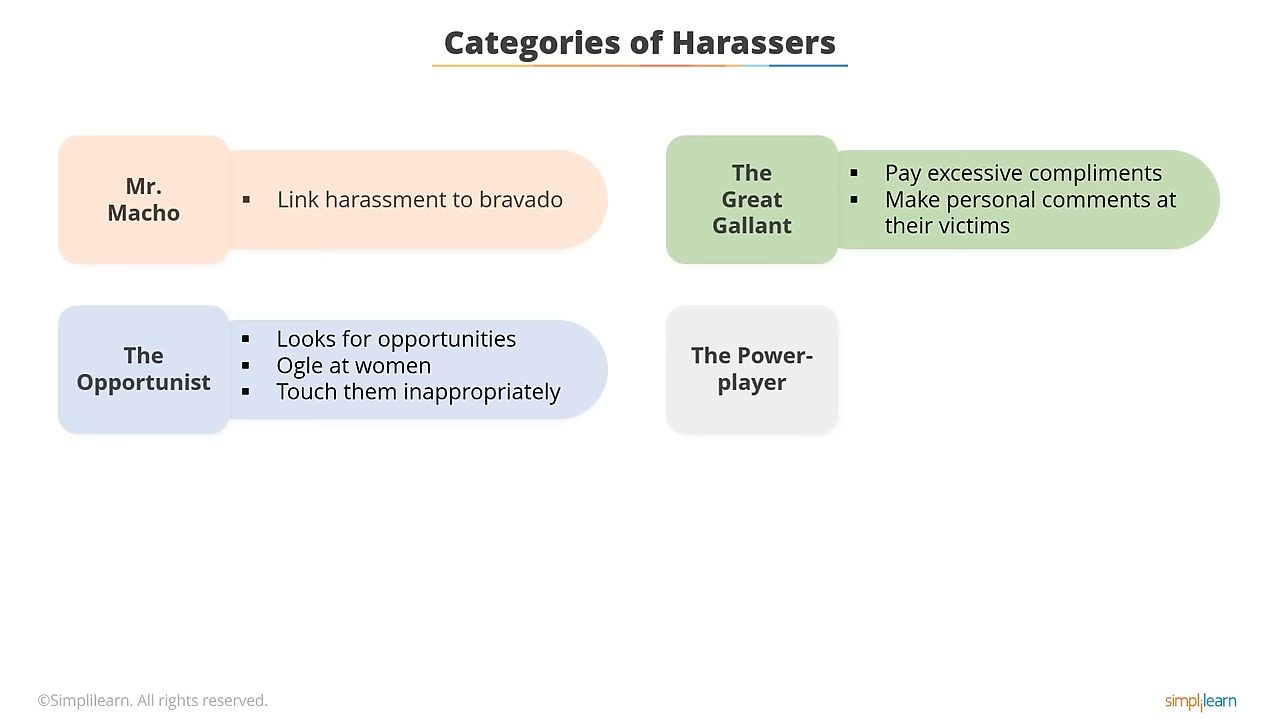 Categories of Harassers
Mr.
Macho
▪ Link harassment to bravado
The
Great
Gallant
▪ Pay excessive compliments
▪ Make personal comments at
their victims
The
Opportunist
▪ Looks for opportunities
▪ Ogle at women
▪ Touch them inappropriately
The Power-
player
©Simplilearn. All rights reserved.
simplilearn